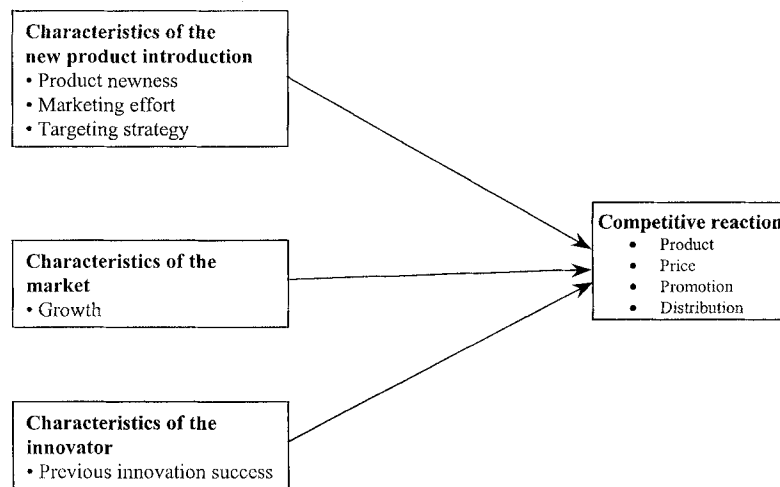 Characteristics of the
new product introduction
• Product newness
• Marketing effort
• Targeting strategy
Characteristics of the
market
• Growth
Characteristics of the
innovator
• Previous innovation success
Competitive reaction
• Product
• Price
• Promotion
• Distribution